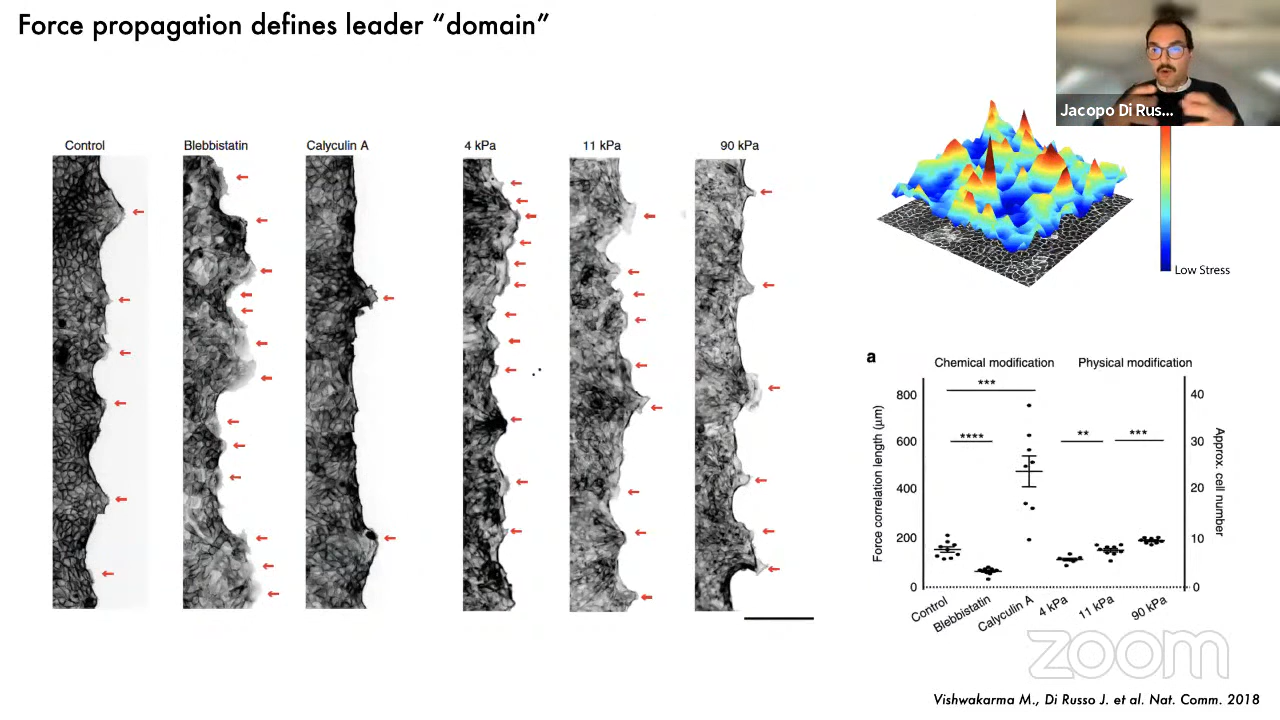 Force propagation defines leader “domain”
Jacopo Di Rus...
Control
Blebbistatin
Calyculin A
4 kPa
11 kPa
90 kPa
Low Stress
a
Chemical modification
Physical modification
***
****
**
***
Force correlation length (μm)
800
600
400
200
0
40
30
20
10
0
Approx. cell number
Control
Blebbistatin
Calyculin A
4 kPa
11 kPa
90 kPa
zoom
Vishwakarma M., Di Russo J. et al. Nat. Comm. 2018